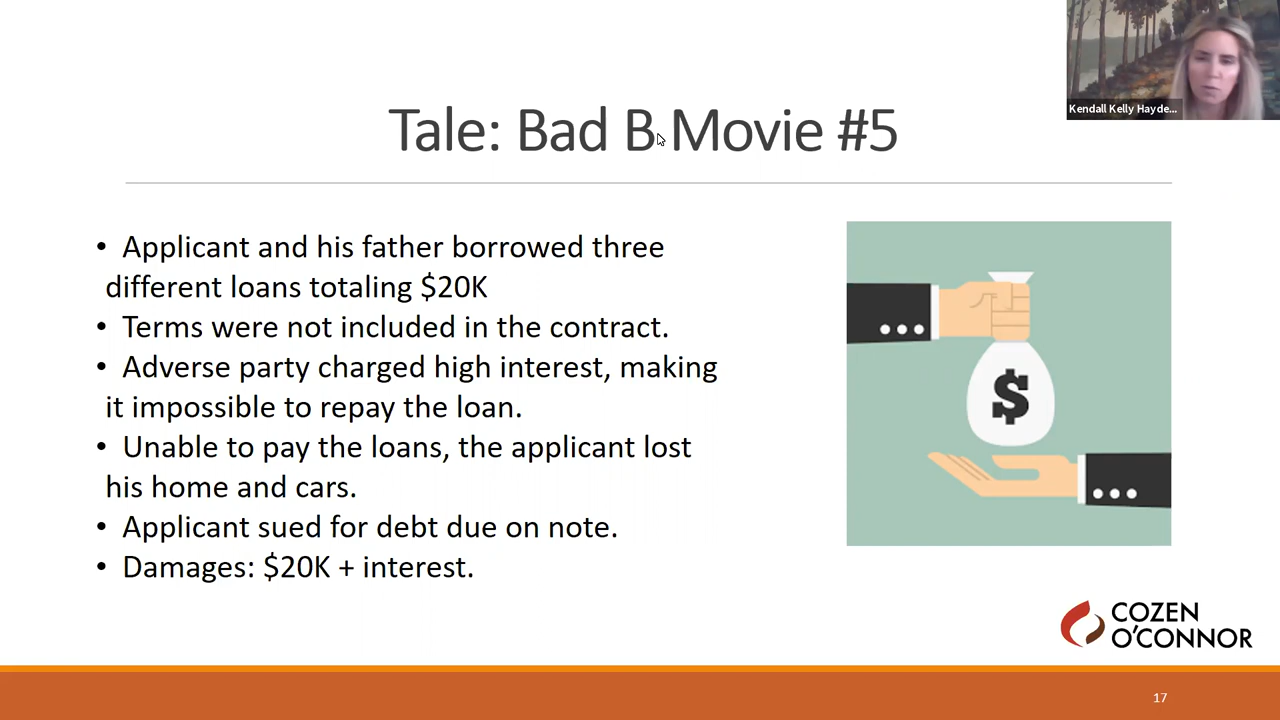 Kendall Kelly Hayde...
Tale: Bad B Movie #5
• Applicant and his father borrowed three
different loans totaling $20K
• Terms were not included in the contract.
• Adverse party charged high interest, making
it impossible to repay the loan.
• Unable to pay the loans, the applicant lost
his home and cars.
• Applicant sued for debt due on note.
• Damages: $20K + interest.
$
COZEN
O'CONNOR
17